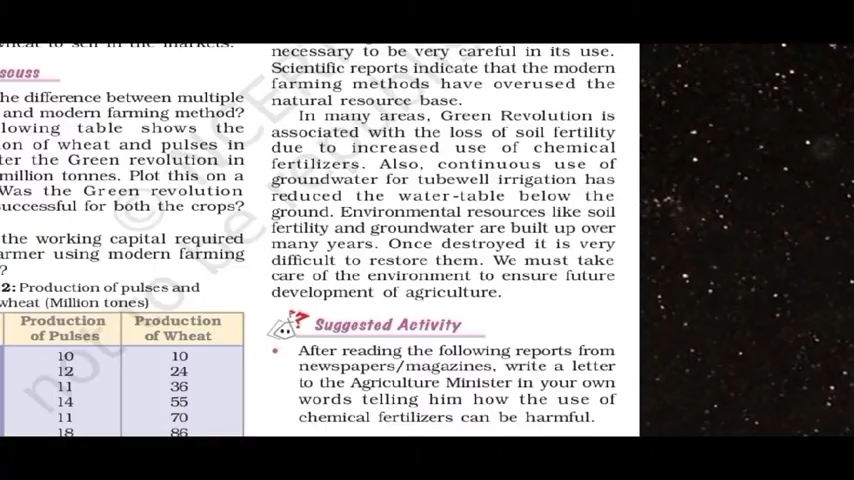 wheat to sell in the markets.
scuss
he difference between multiple
and modern farming method?
lowing table shows the
on of wheat and pulses in
ter the Green revolution in
million tonnes. Plot this on a
Was the Green revolution
successful for both the crops?
the working capital required
armer using modern farming
?
2: Production of pulses and
wheat (Million tones)
Production Production
of Pulses of Wheat
10 10
12 24
11 36
14 55
11 70
18 86
necessary to be very careful in its use.
Scientific reports indicate that the modern
farming methods have overused the
natural resource base.
In many areas, Green Revolution is
associated with the loss of soil fertility
due to increased use of chemical
fertilizers. Also, continuous use of
groundwater for tubewell irrigation has
reduced the water-table below the
ground. Environmental resources like soil
fertility and groundwater are built up over
many years. Once destroyed it is very
difficult to restore them. We must take
care of the environment to ensure future
development of agriculture.
Suggested Activity
• After reading the following reports from
newspapers/magazines, write a letter
to the Agriculture Minister in your own
words telling him how the use of
chemical fertilizers can be harmful.